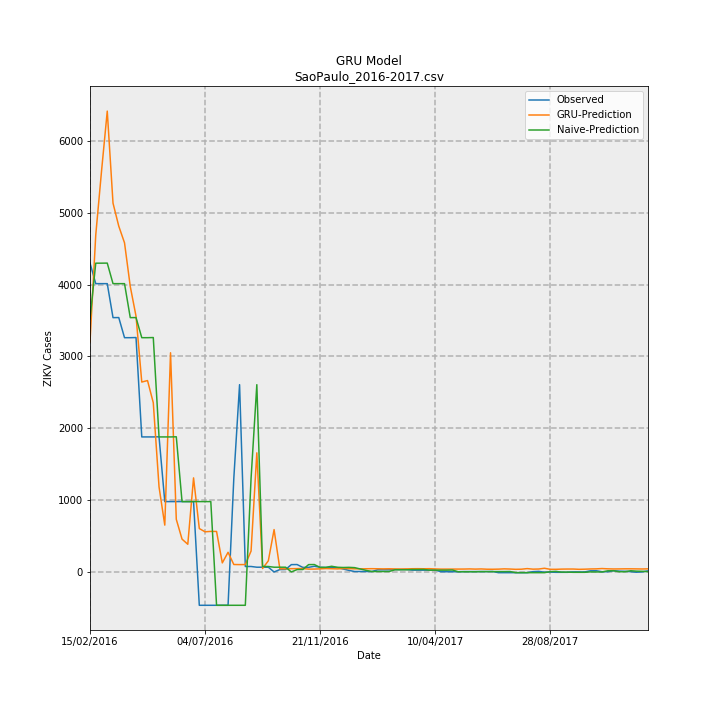 GRU Model
SaoPaulo_2016-2017.csv
Observed
GRU-Prediction
Naive-Prediction
6000
5000
4000
3000
2000
1000
0
ZIKV Cases
15/02/2016
04/07/2016
21/11/2016
10/04/2017
28/08/2017
Date